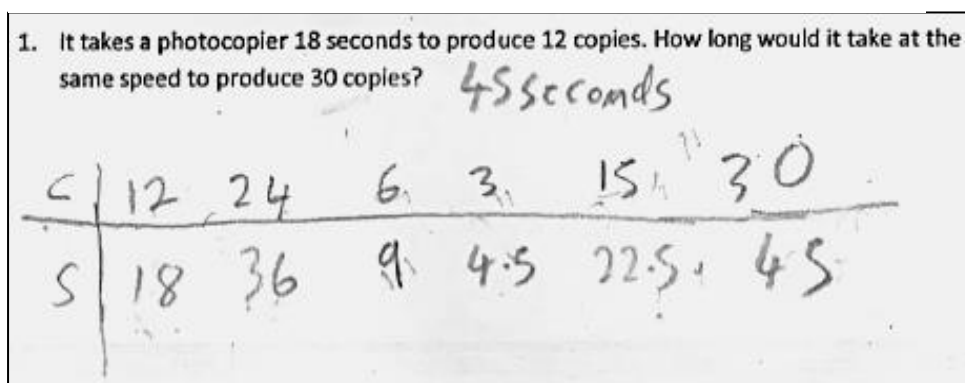 1. It takes a photocopier 18 seconds to produce 12 copies. How long would it take at the
same speed to produce 30 copies? 45 seconds
C 12 24 6 3 15 30
S 18 36 9 4.5 22.5 45